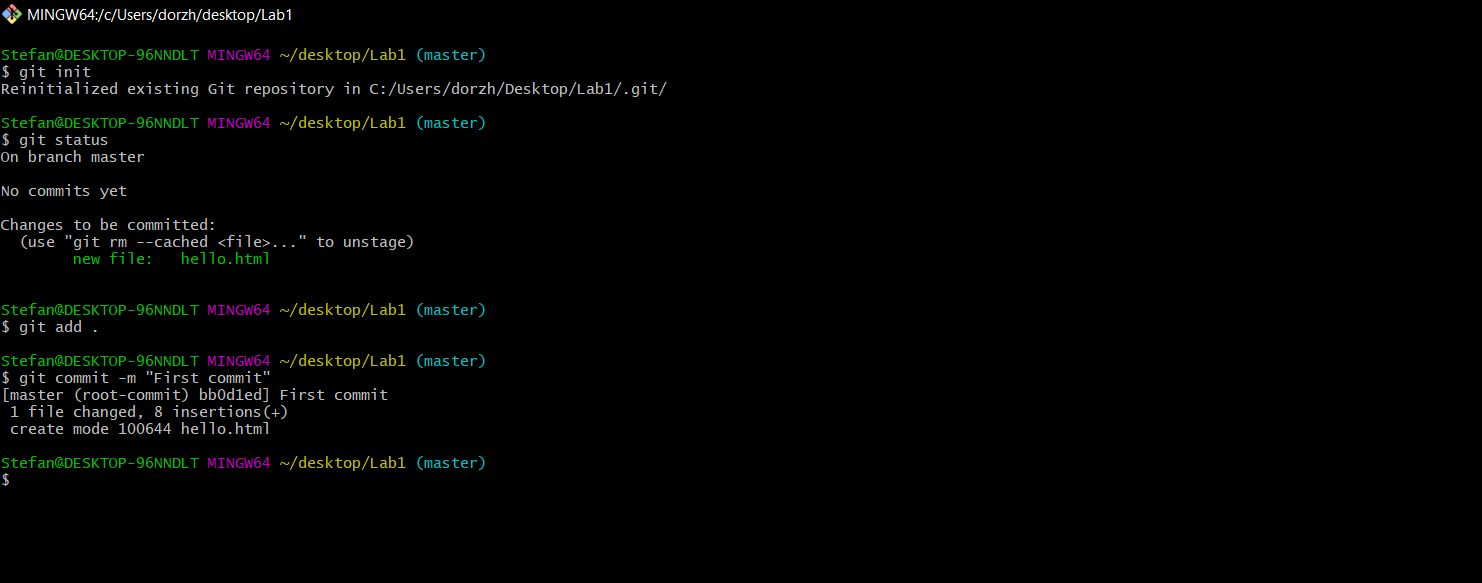 MINGW64:/c/Users/dorzh/desktop/Lab1
Stefan@DESKTOP-96NNDLT MINGW64 ~/desktop/Lab1 (master)
$ git init
Reinitialized existing Git repository in C:/Users/dorzh/Desktop/Lab1/.git/
Stefan@DESKTOP-96NNDLT MINGW64 ~/desktop/Lab1 (master)
$ git status
On branch master
No commits yet
Changes to be committed:
  (use "git rm --cached <file>..." to unstage)
        new file:   hello.html
Stefan@DESKTOP-96NNDLT MINGW64 ~/desktop/Lab1 (master)
$ git add .
Stefan@DESKTOP-96NNDLT MINGW64 ~/desktop/Lab1 (master)
$ git commit -m "First commit"
[master (root-commit) bb0d1ed] First commit
 1 file changed, 8 insertions(+)
 create mode 100644 hello.html
Stefan@DESKTOP-96NNDLT MINGW64 ~/desktop/Lab1 (master)
$